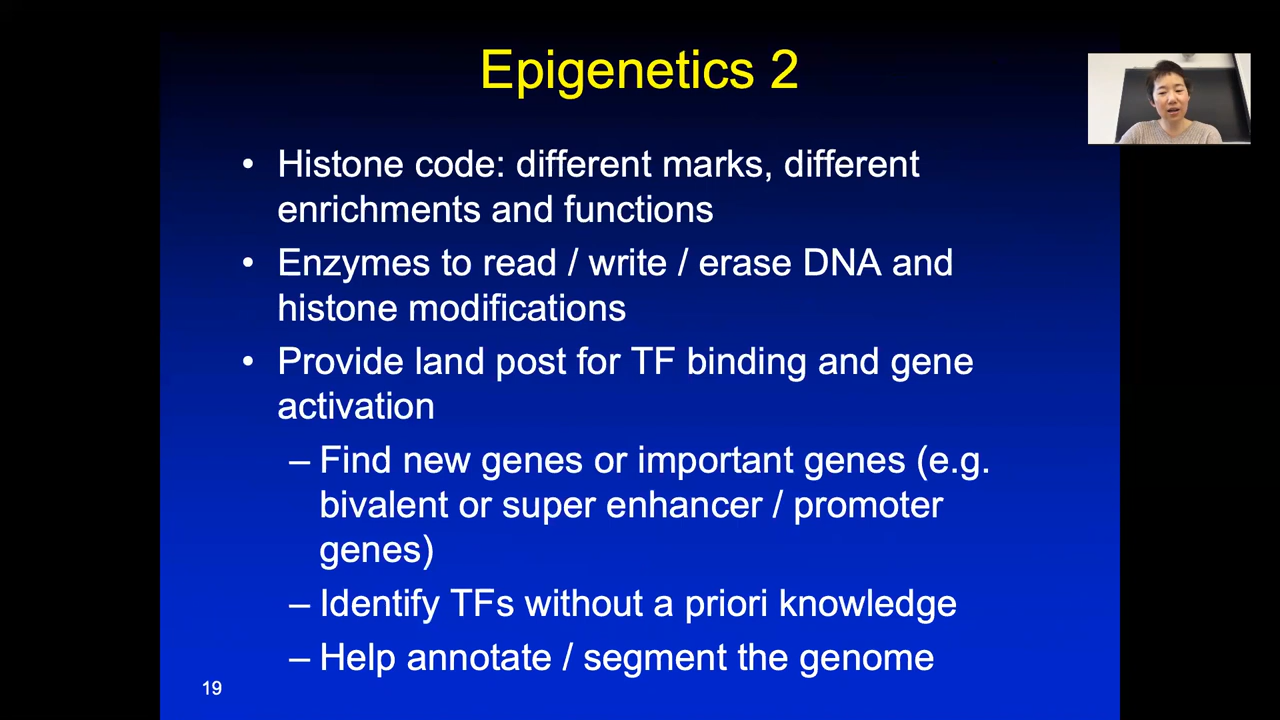 Epigenetics 2
• Histone code: different marks, different
enrichments and functions
• Enzymes to read / write / erase DNA and
histone modifications
• Provide land post for TF binding and gene
activation
– Find new genes or important genes (e.g.
bivalent or super enhancer / promoter
genes)
– Identify TFs without a priori knowledge
– Help annotate / segment the genome
19